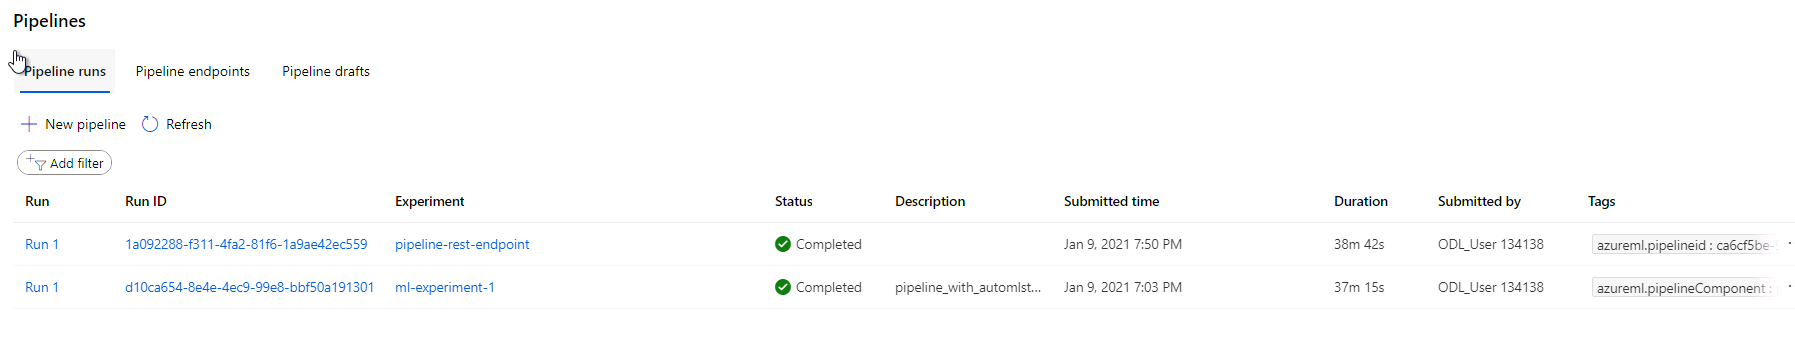 Pipelines
Pipeline runs Pipeline endpoints Pipeline drafts
New pipeline Refresh
Add filter
Run Run ID Experiment Status Description Submitted time Duration Submitted by Tags
Run 1 1a092288-f311-4fa2-81f6-1a9ae42ec559 pipeline-rest-endpoint Completed Jan 9, 2021 7:50 PM 38m 42s ODL_User 134138 azureml.pipelineid : ca6cf5be-
Run 1 d10ca654-8e4e-4ec9-99e8-bbf50a191301 ml-experiment-1 Completed pipeline_with_automlst... Jan 9, 2021 7:03 PM 37m 15s ODL_User 134138 azureml.pipelineComponent :